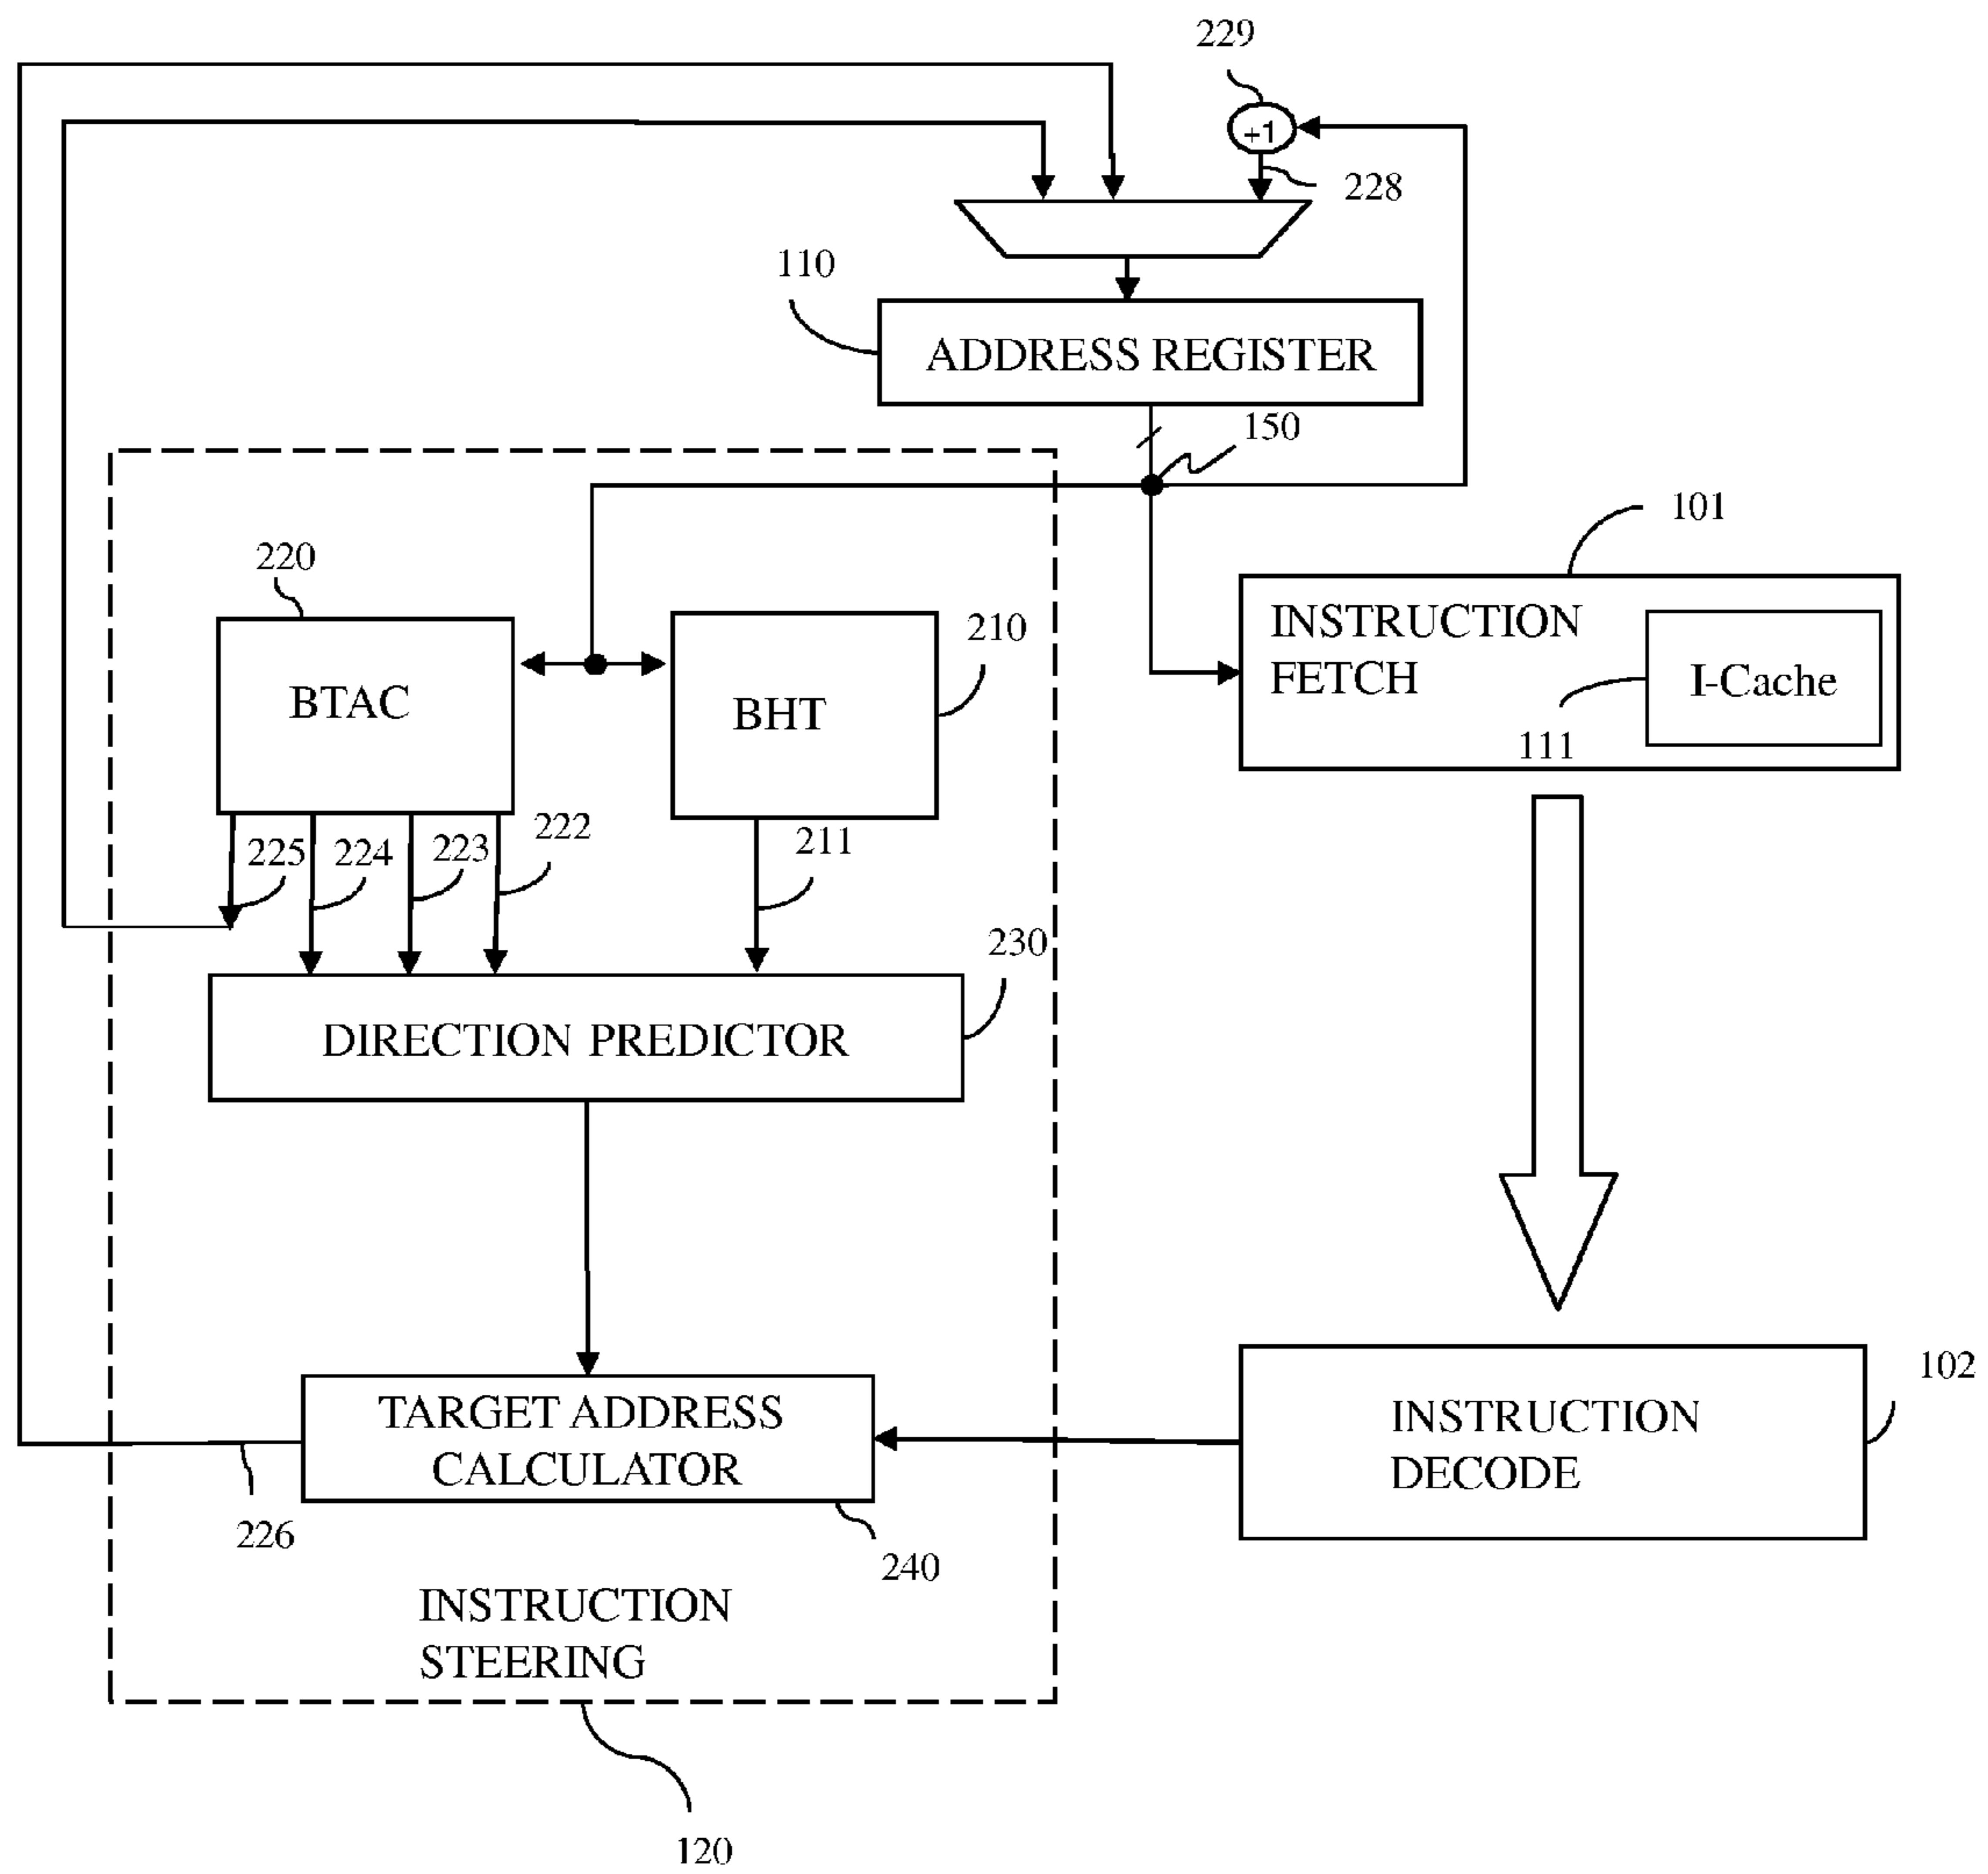 229
+1
228
110
ADDRESS REGISTER
150
101
220
INSTRUCTION
FETCH
210
I-Cache
BTAC
BHT
111
222
225
224
223
211
230
DIRECTION PREDICTOR
102
TARGET ADDRESS
CALCULATOR
INSTRUCTION
DECODE
226
240
INSTRUCTION
STEERING
120